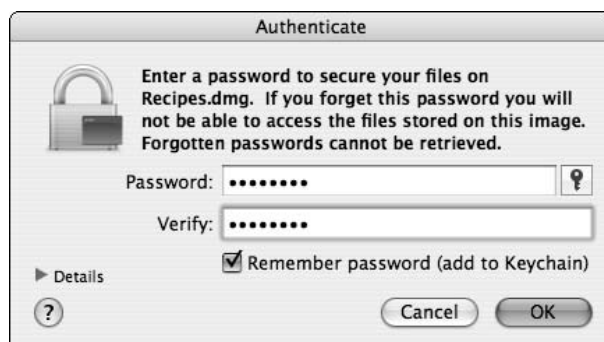 Authenticate
Enter a password to secure your files on
Recipes.dmg. If you forget this password you will
not be able to access the files stored on this image.
Forgotten passwords cannot be retrieved.
Password: ••••••••
Verify: ••••••••
Remember password (add to Keychain)
Details
? Cancel OK